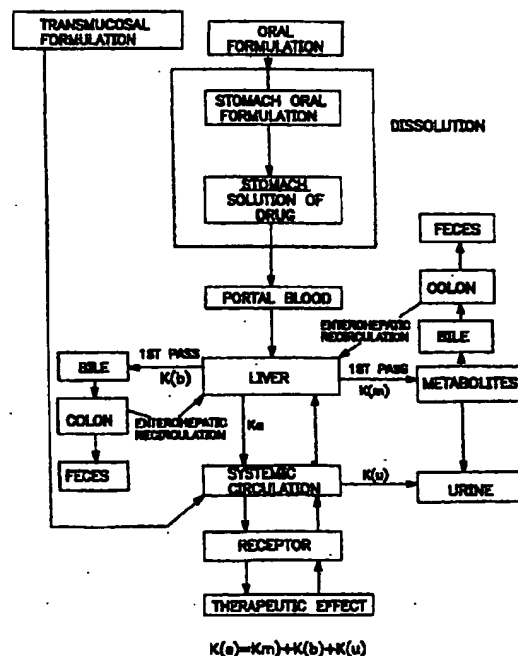 TRANSMUCOSAL
FORMULATION
ORAL
FORMULATION
STOMACH ORAL
FORMULATION
DISSOLUTION
STOMACH
SOLUTION OF
DRUG
FECES
PORTAL BLOOD
COLON
ENTEROHEPATIC
RECIRCULATION
BILE
1ST PASS
BILE
K(b)
LIVER
1ST PASS
K(m)
METABOLITES
COLON
ENTEROHEPATIC
RECIRCULATION
Ka
FECES
SYSTEMIC
CIRCULATION
K(u)
URINE
RECEPTOR
THERAPEUTIC EFFECT
K(e)=Km)+K(b)+K(u)